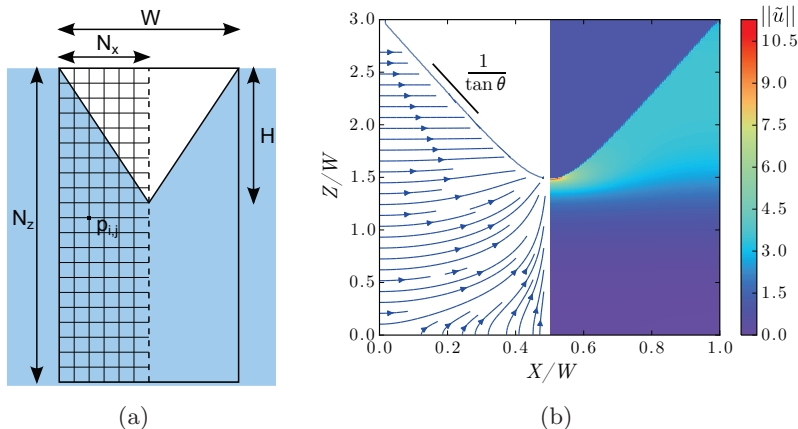 W
N_x
H
N_z
p_{i,j}
(a)
Z/W
3.0
2.5
2.0
1.5
1.0
0.5
0.0
1
tan θ
0.0 0.2 0.4 0.6 0.8 1.0
X/W
||ũ||
10.5
9.0
7.5
6.0
4.5
3.0
1.5
0.0
(b)